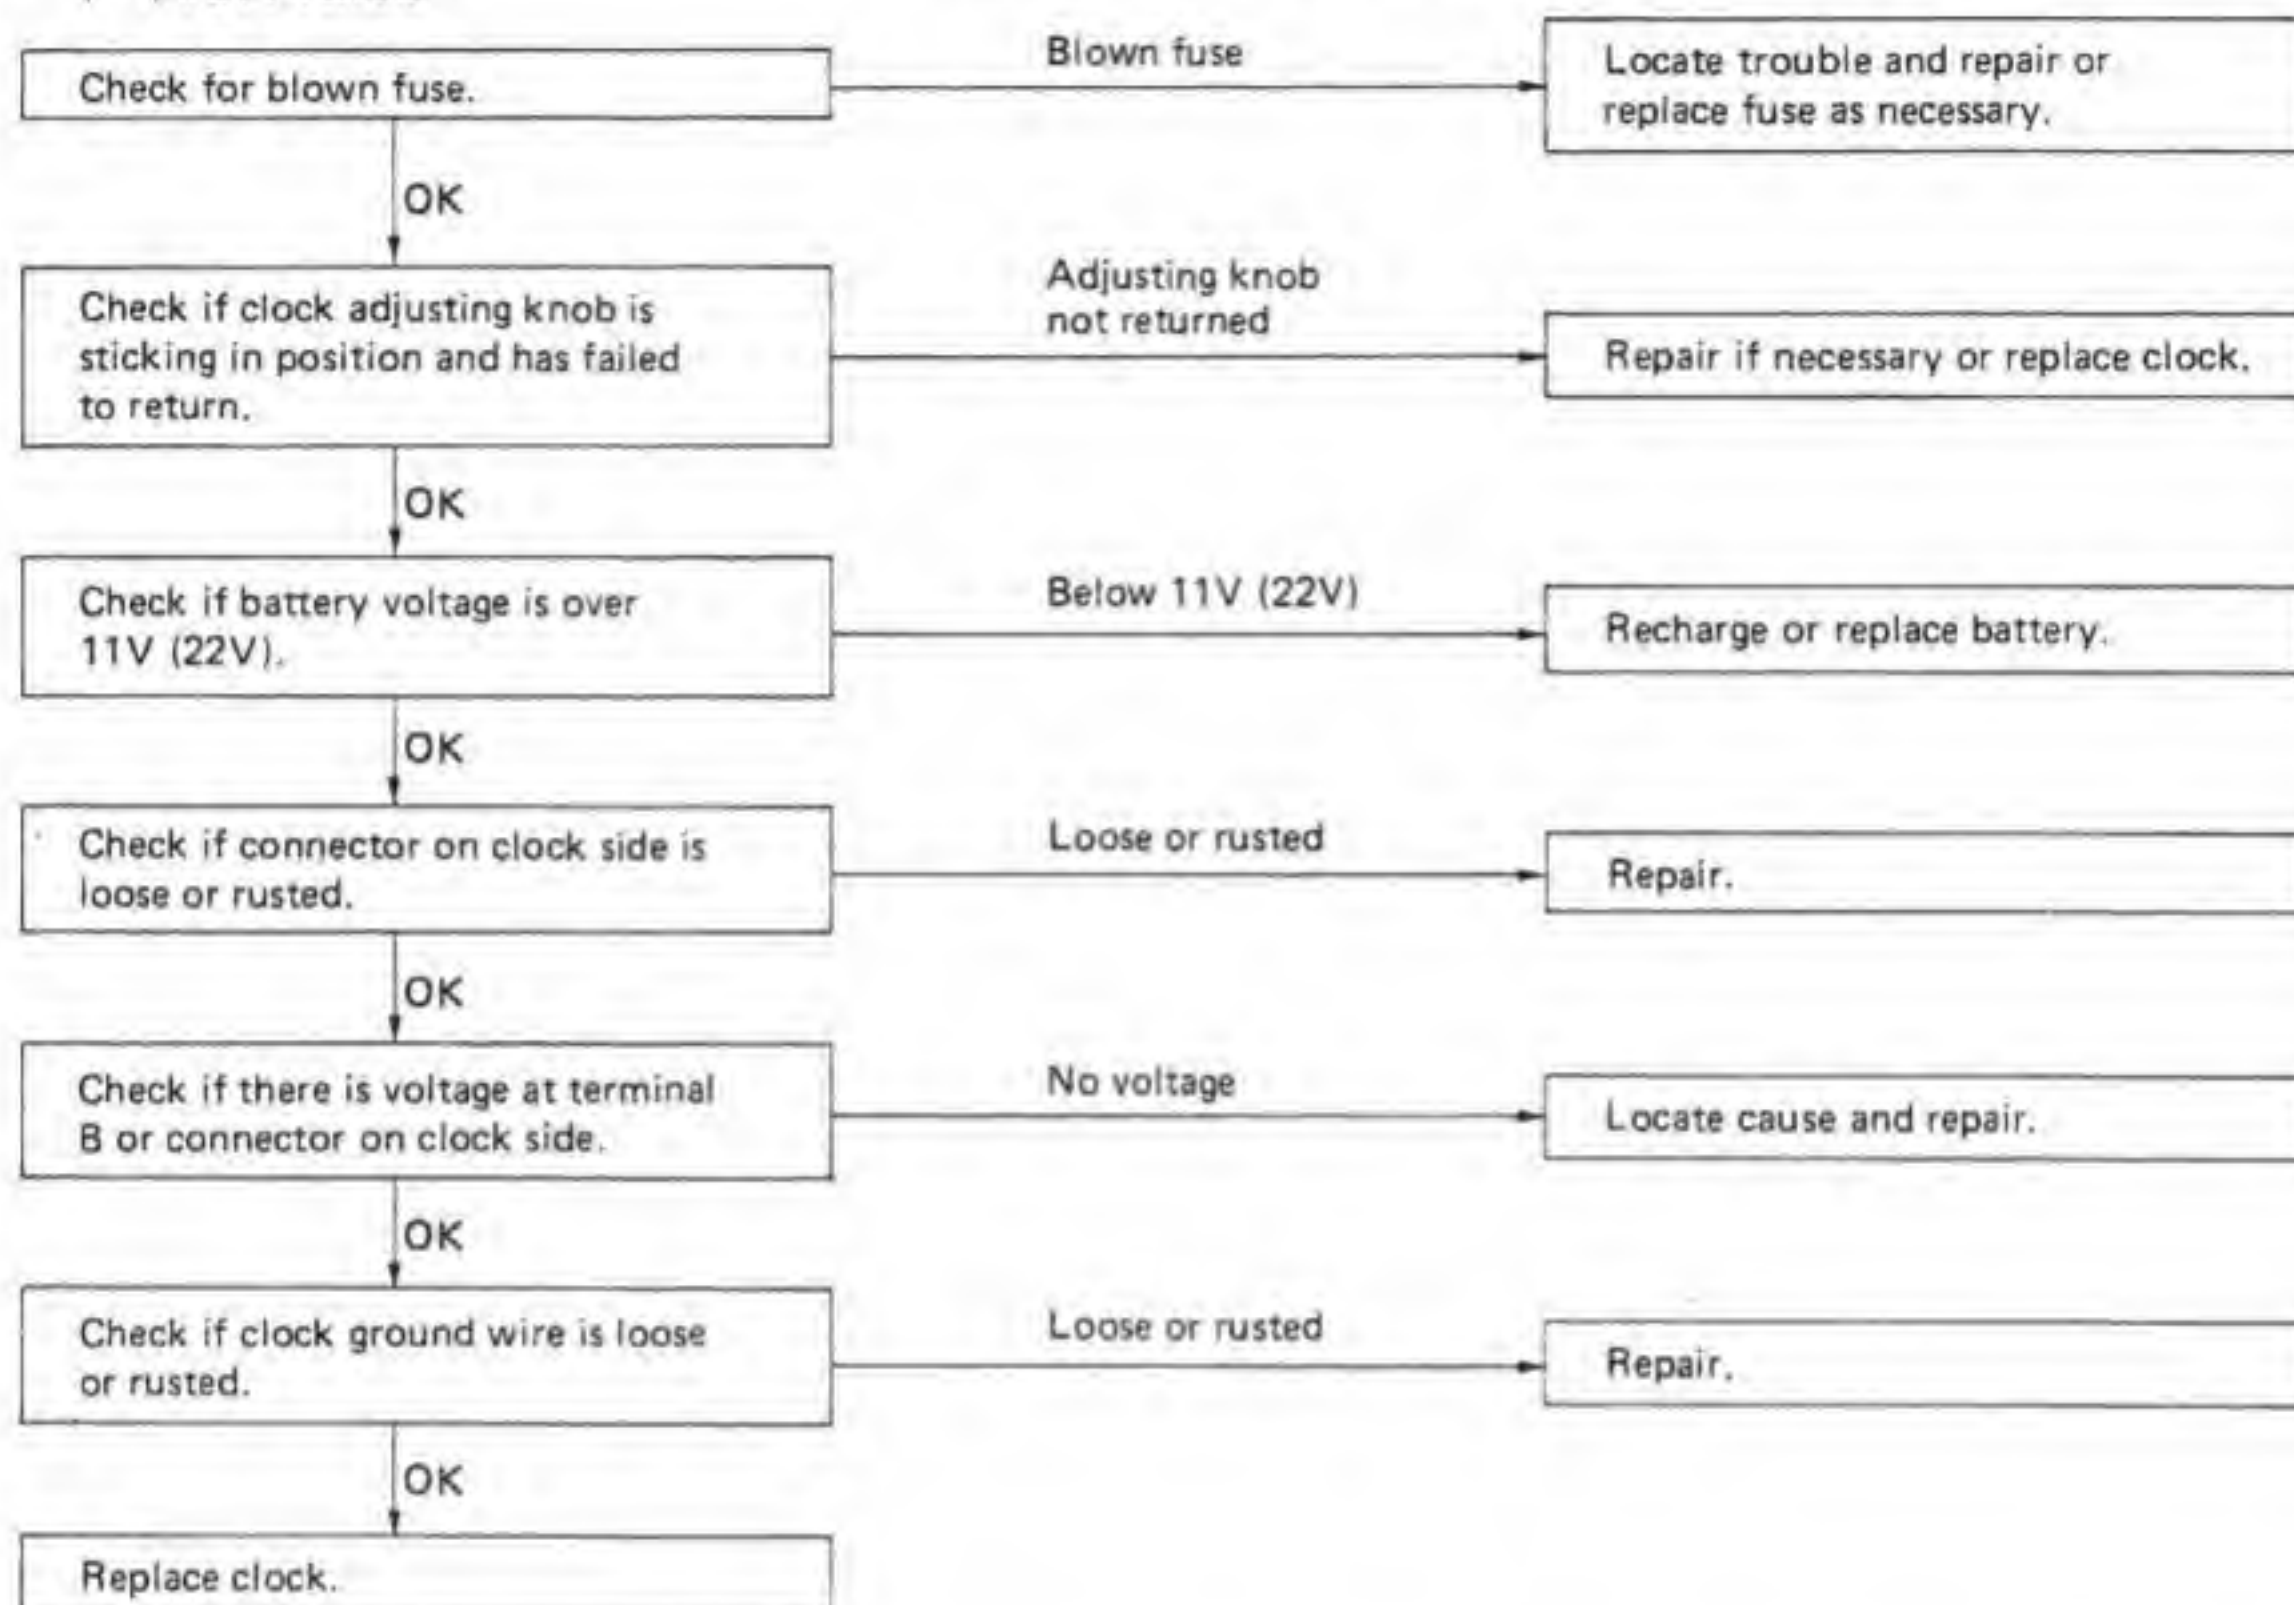 Check for blown fuse.
Blown fuse
Locate trouble and repair or
replace fuse as necessary.
OK
Check if clock adjusting knob is
sticking in position and has failed
to return.
Adjusting knob
not returned
Repair if necessary or replace clock.
OK
Check if battery voltage is over
11V (22V).
Below 11V (22V)
Recharge or replace battery.
OK
Check if connector on clock side is
loose or rusted.
Loose or rusted
Repair.
OK
Check if there is voltage at terminal
B or connector on clock side.
No voltage
Locate cause and repair.
OK
Check if clock ground wire is loose
or rusted.
Loose or rusted
Repair.
OK
Replace clock.